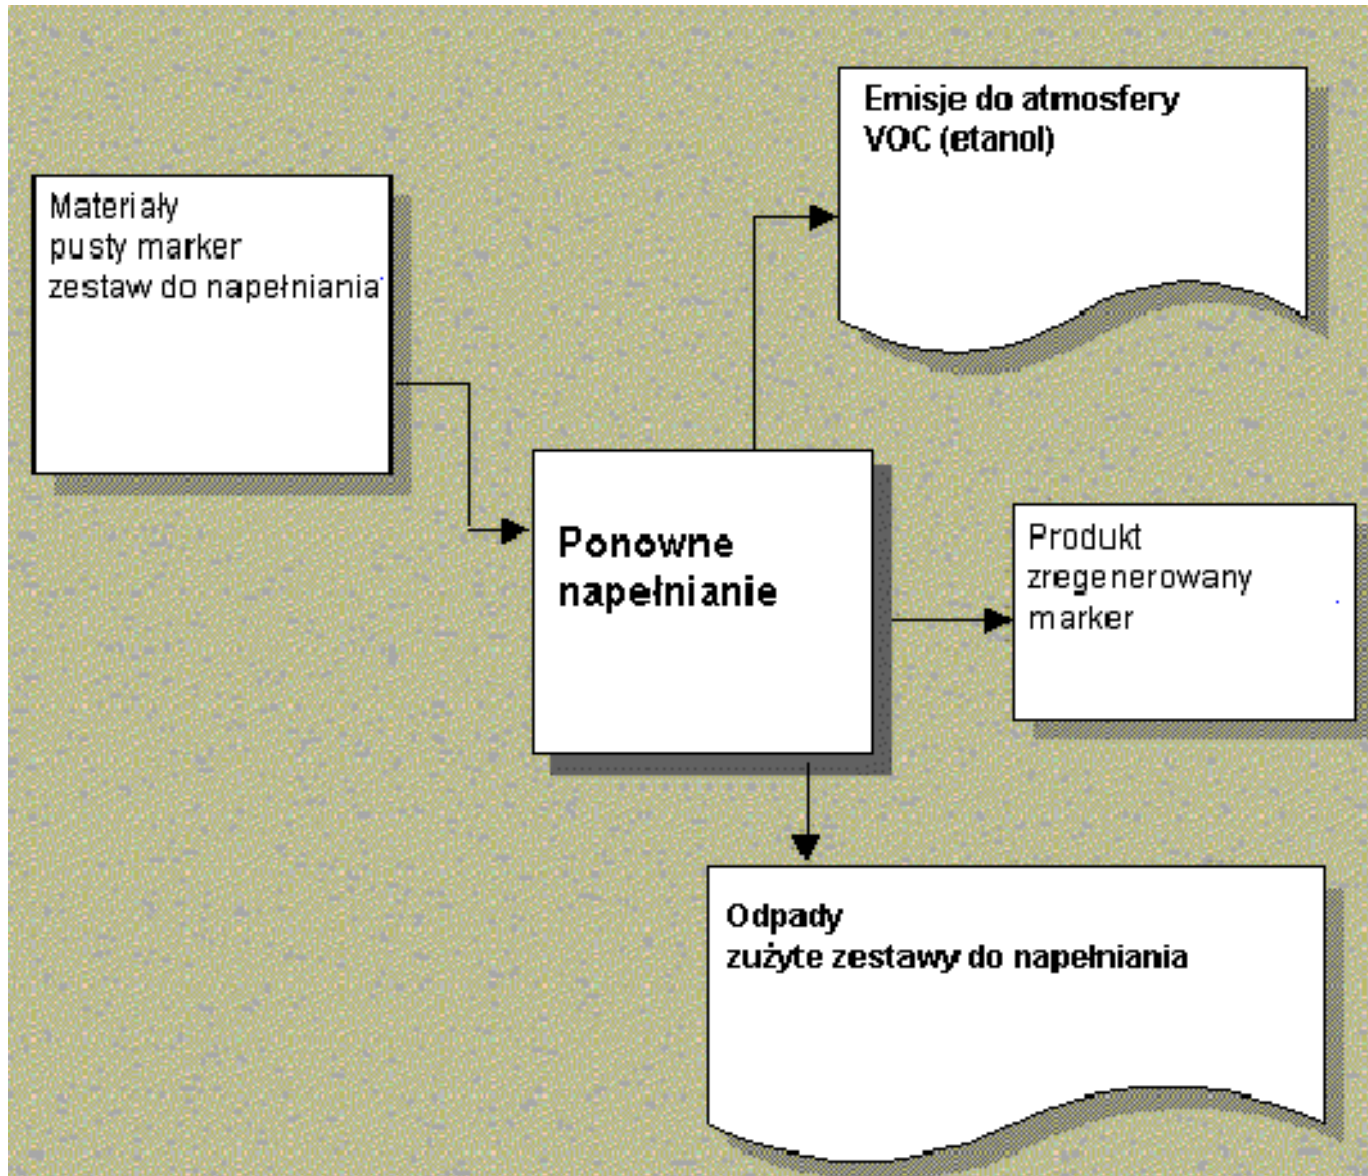 Emisje do atmosfery
VOC (etanol)
Materiały
pusty marker
zestaw do napełniania
Ponowne
napełnianie
Produkt
zregenerowany
marker
Odpady
zużyte zestawy do napełniania